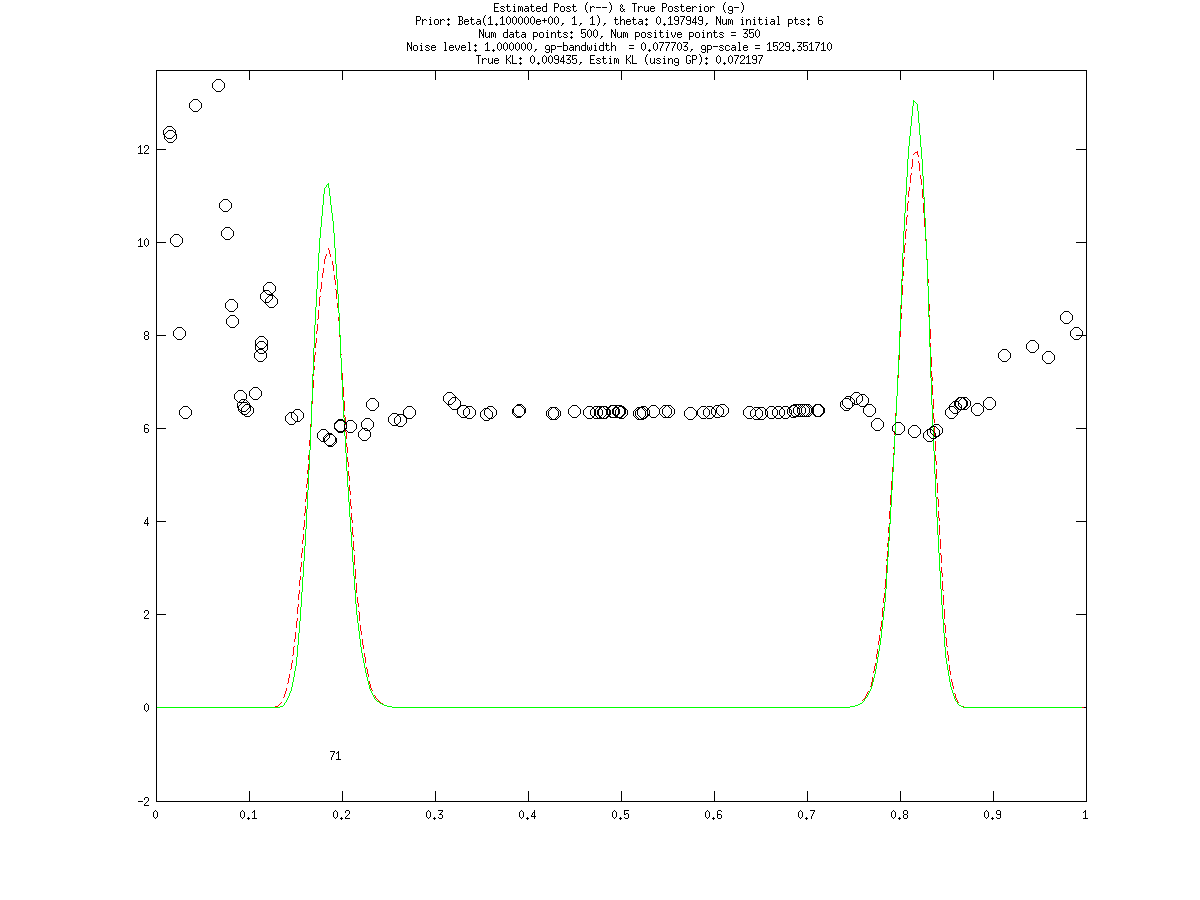 Estimated Post (r--) & True Posterior (g-)
Prior: Beta(1.100000e+00, 1, 1), theta: 0.197949, Num initial pts: 6
Num data points: 500, Num positive points = 350
Noise level: 1.000000, gp-bandwidth  = 0.077703, gp-scale = 1529.351710
True KL: 0.009435, Estim KL (using GP): 0.072197
12
10
8
6
4
2
0
71
-2
0 0.1 0.2 0.3 0.4 0.5 0.6 0.7 0.8 0.9 1